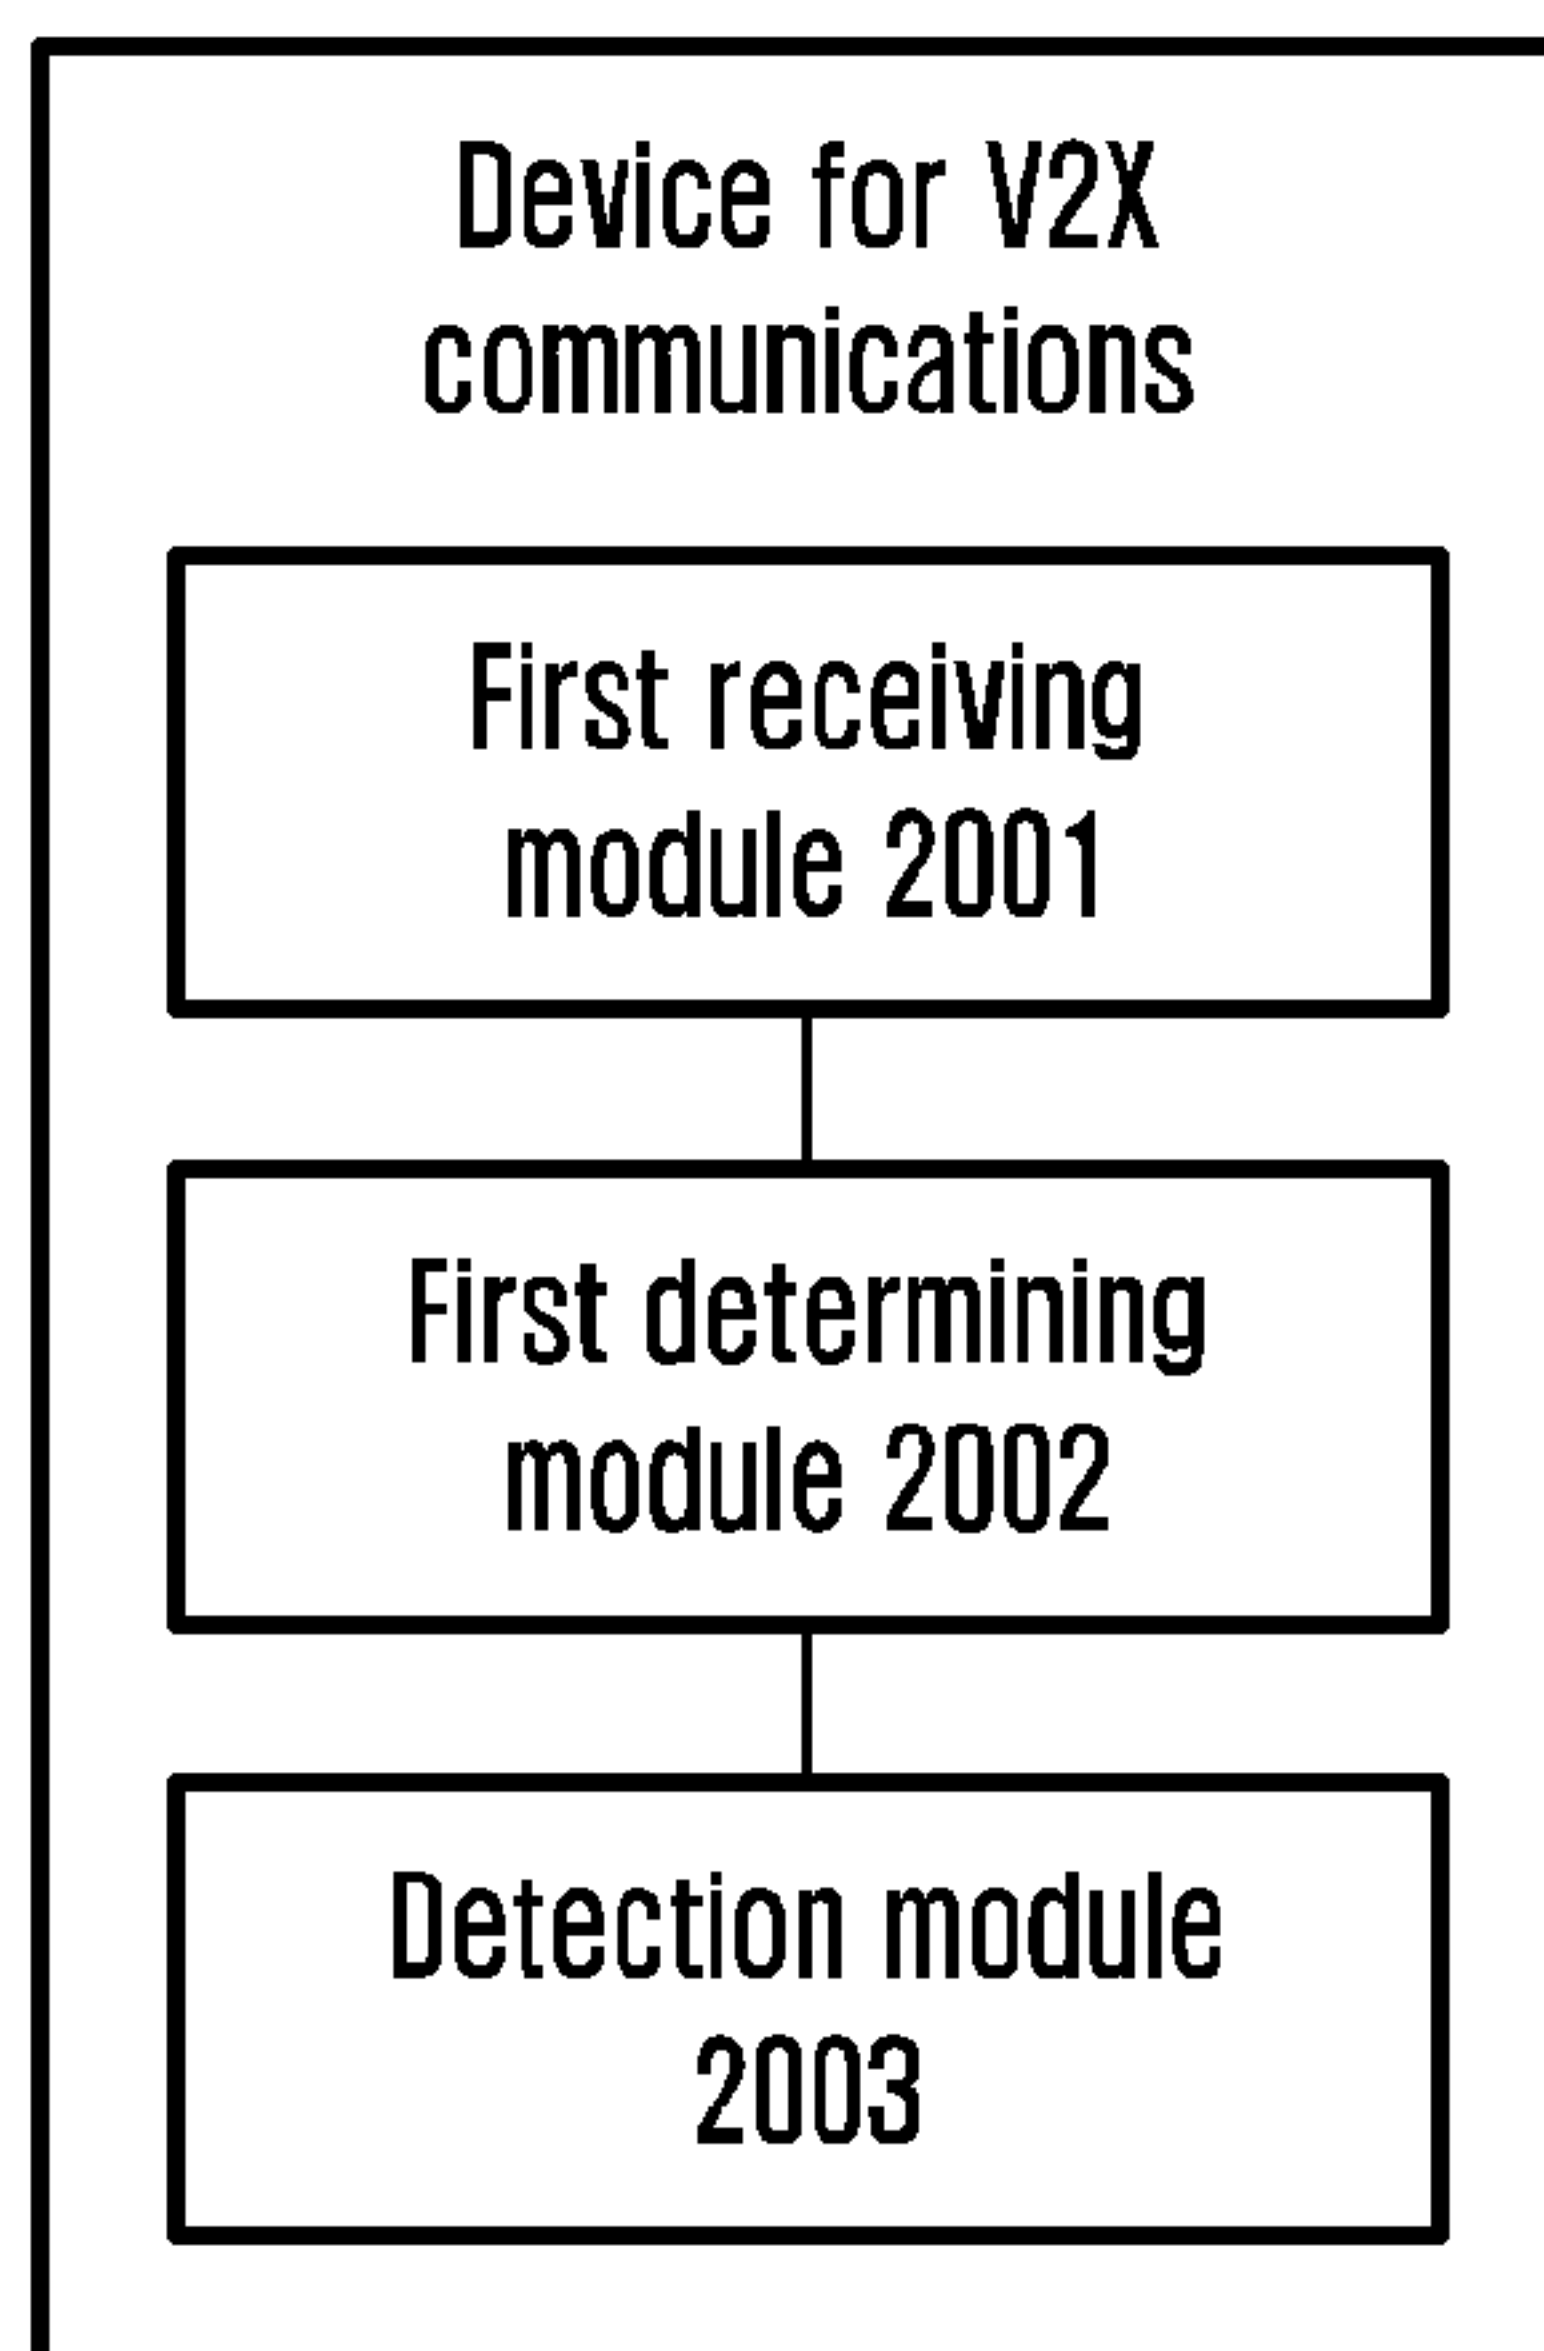 Device for V2X
communications
First receiving
module 2001
First determining
module 2002
Detection module
2003